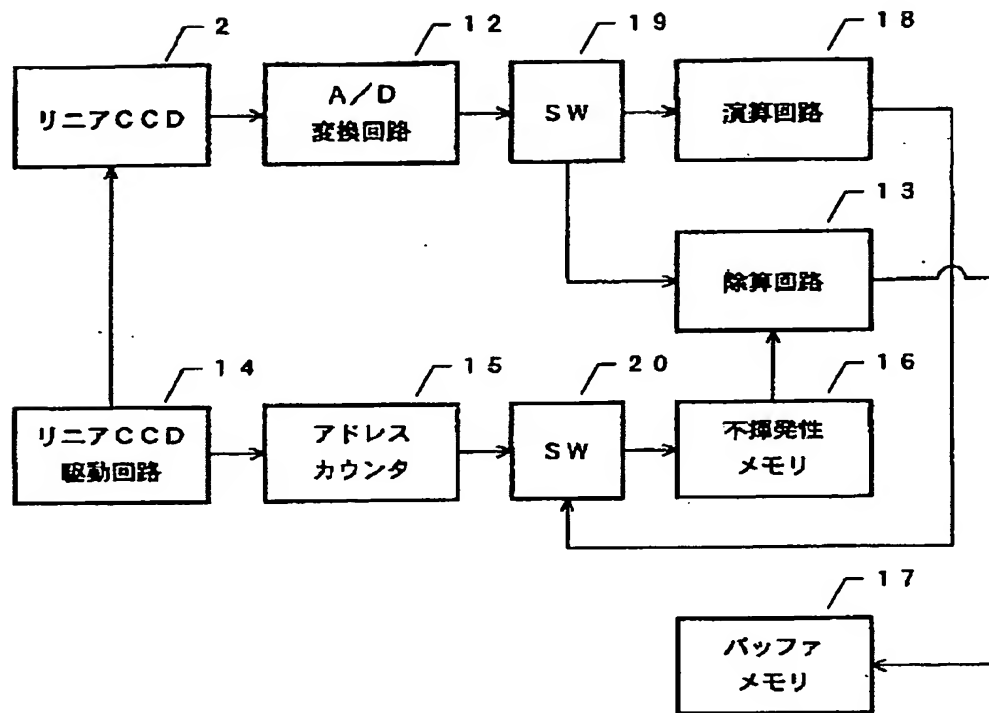 2
リニアCCD
12
A/D
変換回路
19
SW
18
演算回路
13
除算回路
14
リニアCCD
駆動回路
15
アドレス
カウンタ
20
SW
16
不揮発性
メモリ
17
バッファ
メモリ